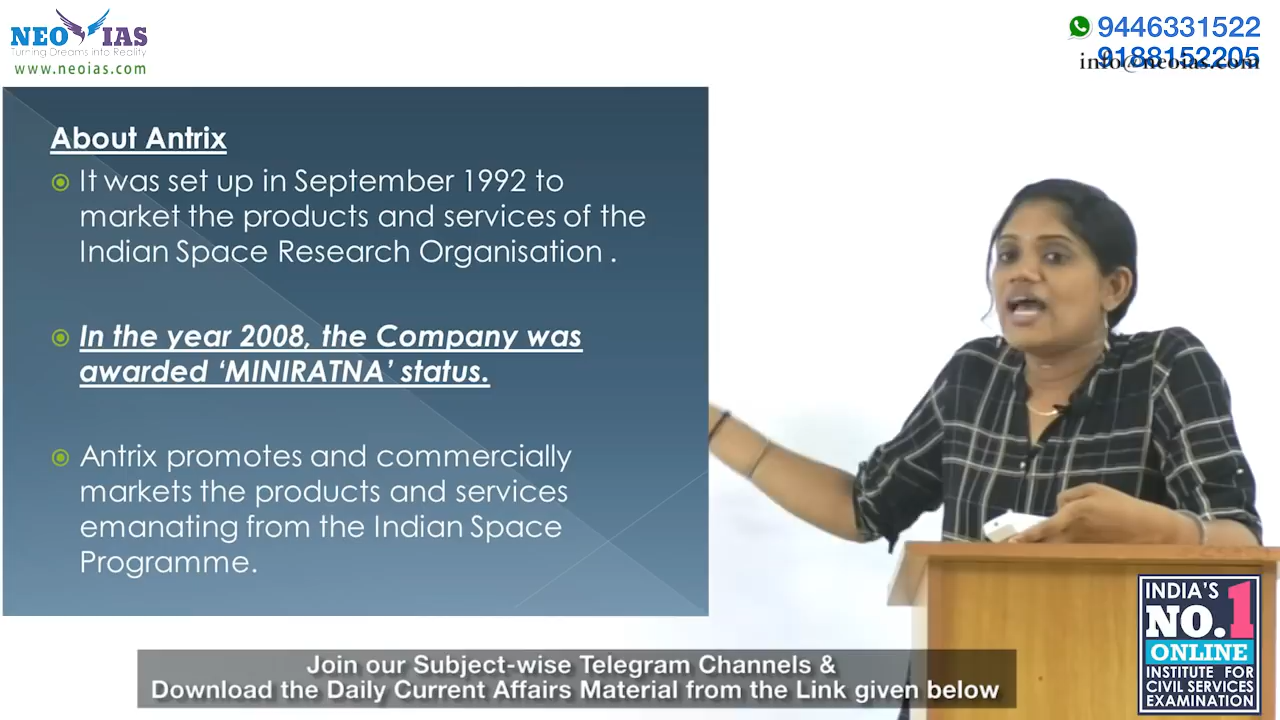 NEO IAS
Turning Dreams into Reality
www.neoias.com
9446331522
9188152205
info@neoias.com
About Antrix
It was set up in September 1992 to
market the products and services of the
Indian Space Research Organisation .
In the year 2008, the Company was
awarded ‘MINIRATNA’ status.
Antrix promotes and commercially
markets the products and services
emanating from the Indian Space
Programme.
INDIA'S
NO.1
ONLINE
INSTITUTE FOR
CIVIL SERVICES
EXAMINATION
Join our Subject-wise Telegram Channels &
Download the Daily Current Affairs Material from the Link given below